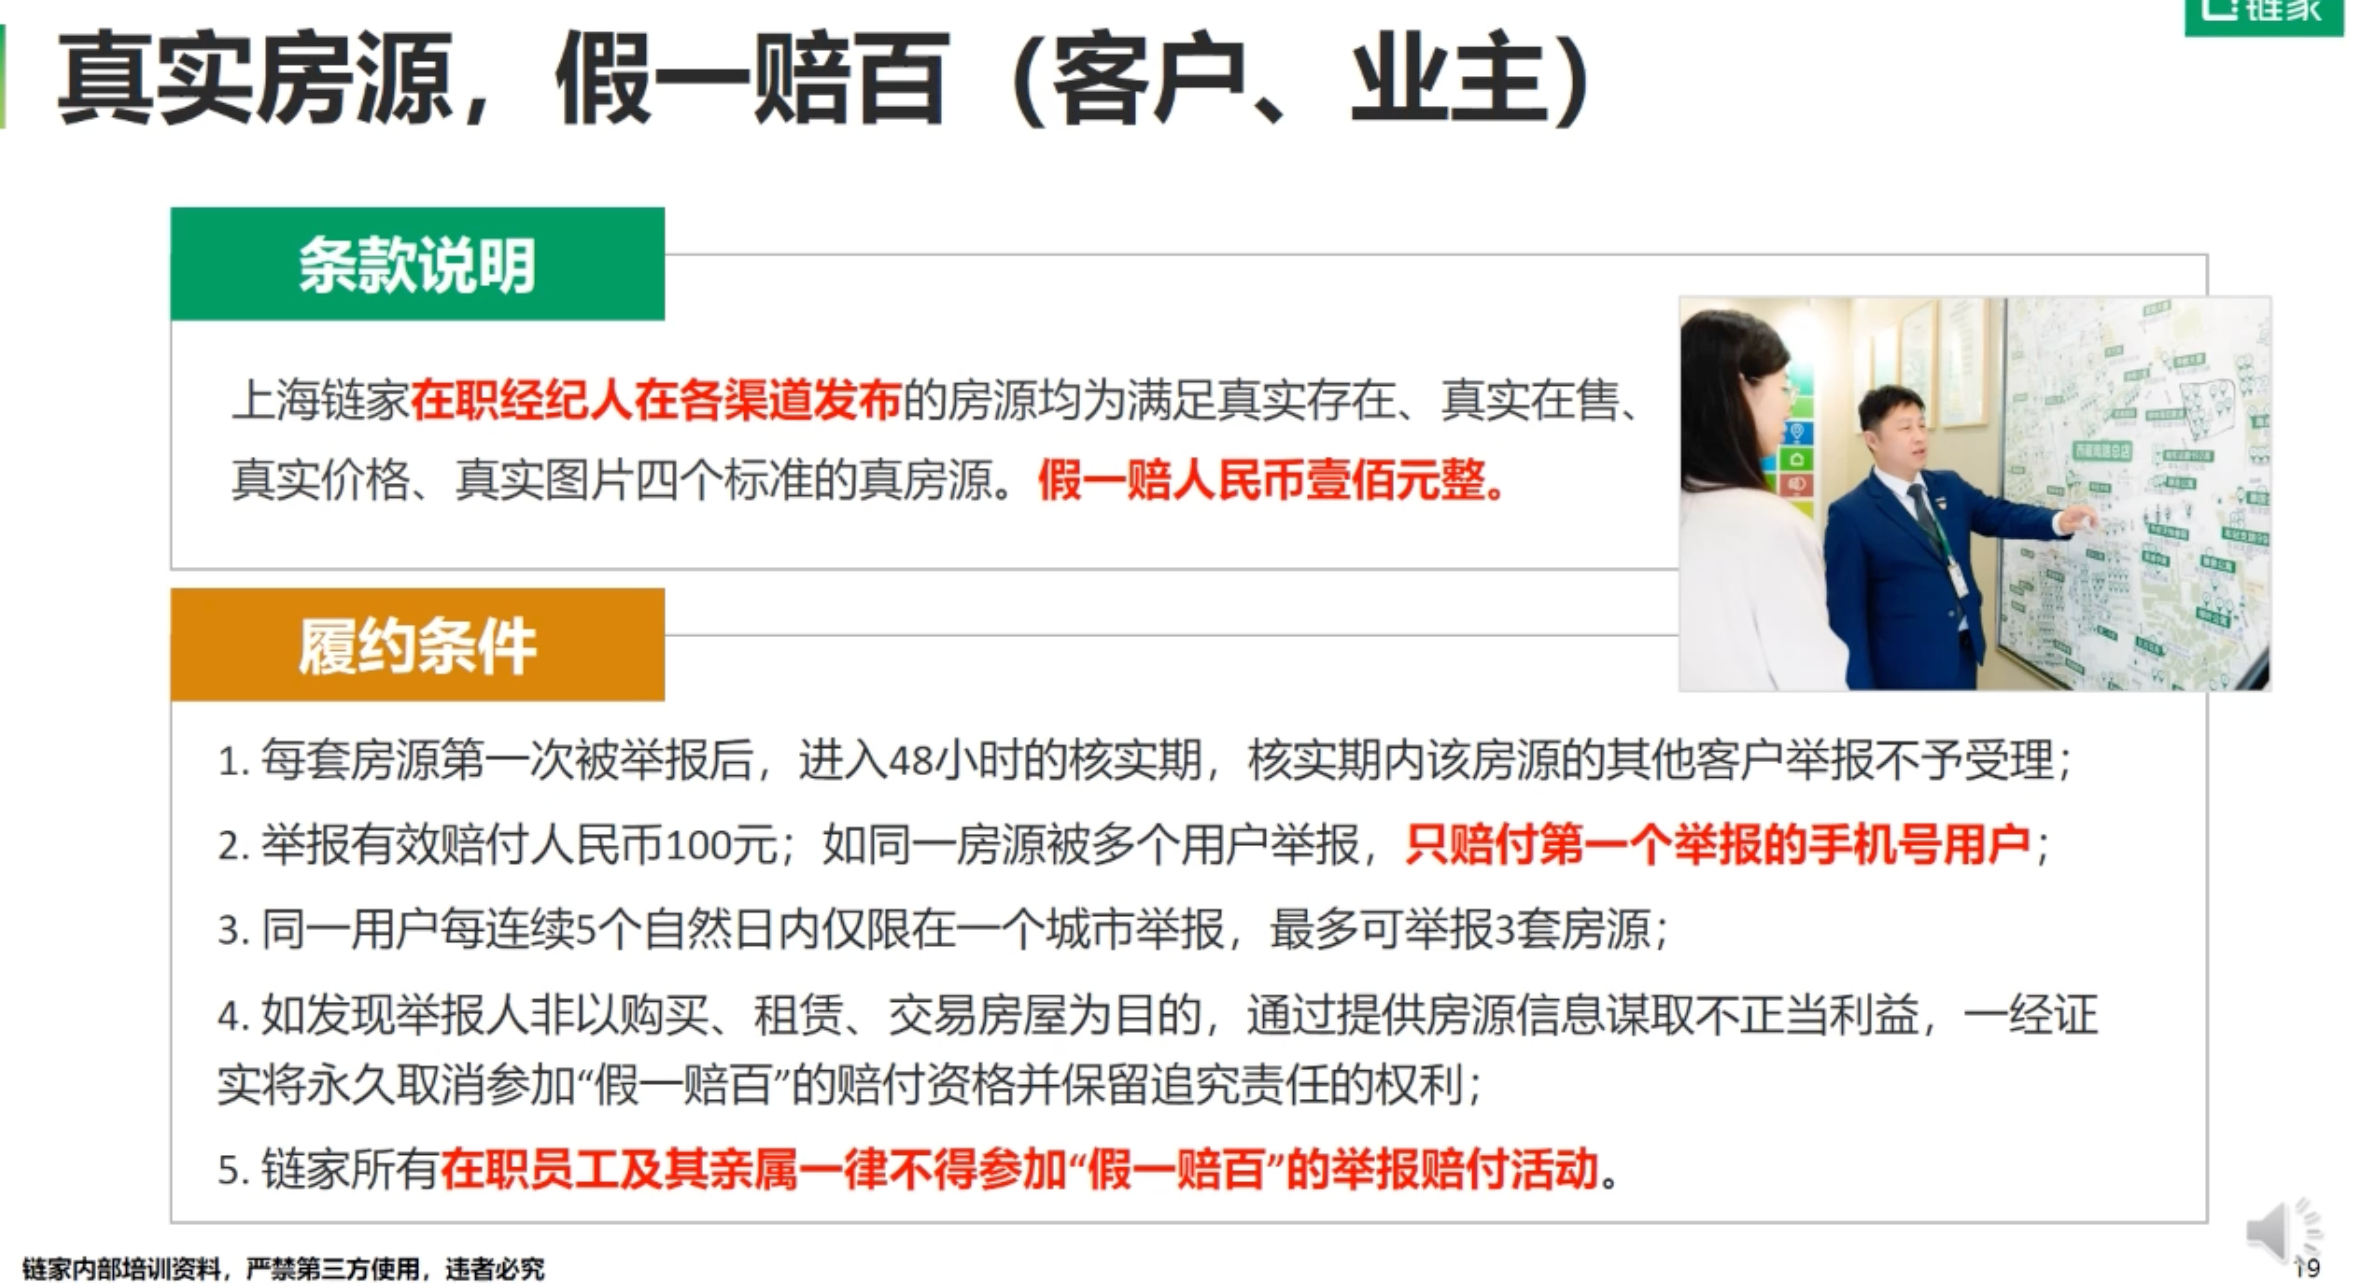 链家
真实房源，假一赔百（客户、业主）
条款说明
上海链家在职经纪人在各渠道发布的房源均为满足真实存在、真实在售、
真实价格、真实图片四个标准的真房源。假一赔人民币壹佰元整。
履约条件
1. 每套房源第一次被举报后，进入48小时的核实期，核实期内该房源的其他客户举报不予受理；
2. 举报有效赔付人民币100元；如同一房源被多个用户举报，只赔付第一个举报的手机号用户；
3. 同一用户每连续5个自然日内仅限在一个城市举报，最多可举报3套房源；
4. 如发现举报人非以购买、租赁、交易房屋为目的，通过提供房源信息谋取不正当利益，一经证
实将永久取消参加“假一赔百”的赔付资格并保留追究责任的权利；
5. 链家所有在职员工及其亲属一律不得参加“假一赔百”的举报赔付活动。
链家内部培训资料，严禁第三方使用，违者必究
19